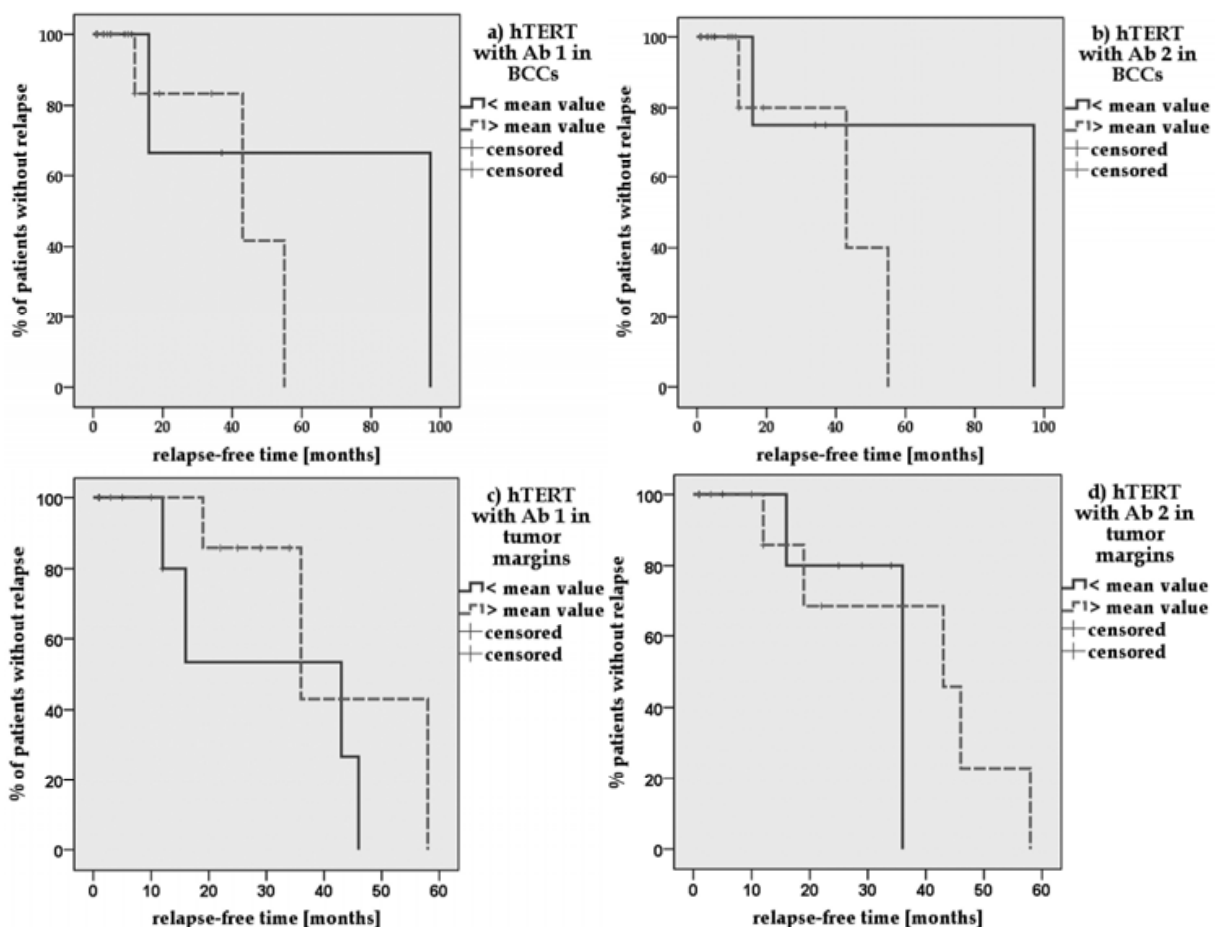 a) hTERT
with Ab 1 in
BCCs
< mean value
> mean value
censored
censored
% of patients without relapse
100
80
60
40
20
0
0 20 40 60 80 100
relapse-free time [months]
b) hTERT
with Ab 2 in
BCCs
< mean value
> mean value
censored
censored
% of patients without relapse
100
80
60
40
20
0
0 20 40 60 80 100
relapse-free time [months]
c) hTERT
with Ab 1 in
tumor
margins
< mean value
> mean value
censored
censored
% of patients without relapse
100
80
60
40
20
0
0 10 20 30 40 50 60
relapse-free time [months]
d) hTERT
with Ab 2 in
tumor
margins
< mean value
> mean value
censored
censored
% patients without relapse
100
80
60
40
20
0
0 10 20 30 40 50 60
relapse-free time [months]